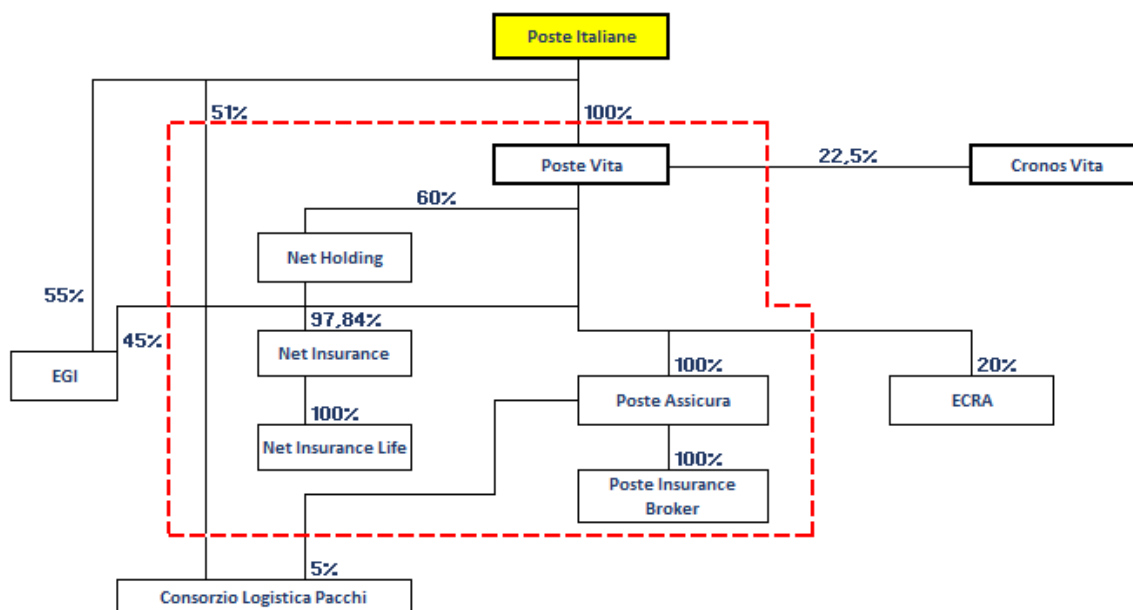 Poste Italiane
51%
100%
Poste Vita
22,5%
Cronos Vita
60%
Net Holding
55%
97,84%
45%
Net Insurance
EGI
100%
20%
Poste Assicura
ECRA
100%
Net Insurance Life
100%
Poste Insurance
Broker
5%
Consorzio Logistica Pacchi